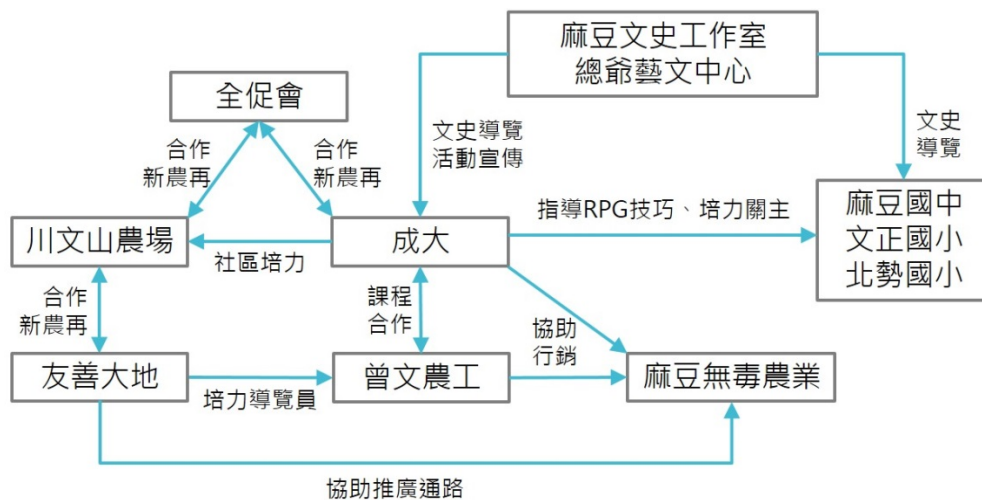 麻豆文史工作室
總爺藝文中心
全促會
文史導覽
活動宣傳
文史
導覽
合作
新農再
合作
新農再
指導RPG技巧、培力關主
麻豆國中
文正國小
北勢國小
川文山農場
成大
社區培力
合作
新農再
課程
合作
協助
行銷
友善大地
曾文農工
麻豆無毒農業
培力導覽員
協助推廣通路